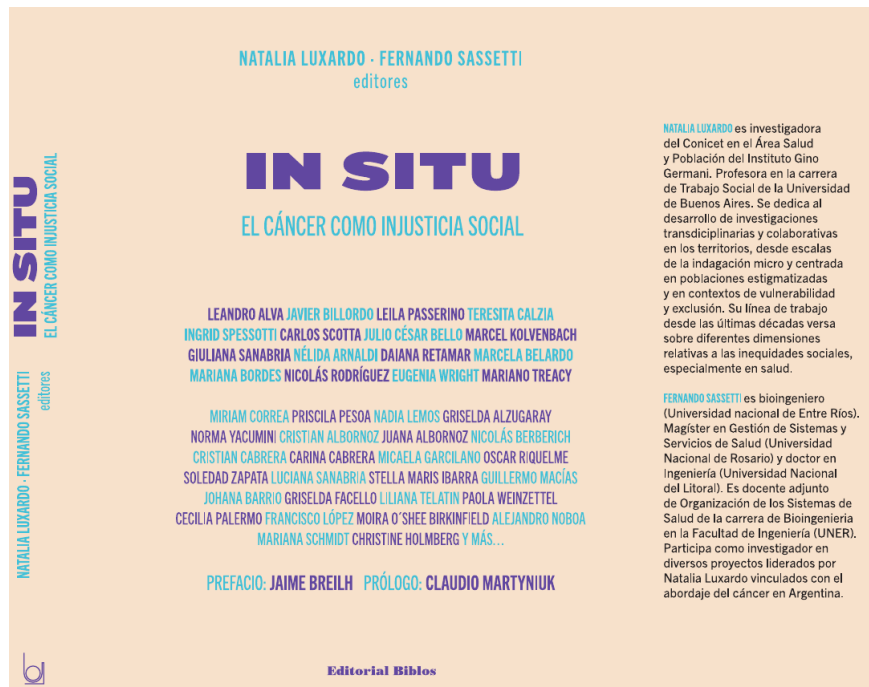 IN SITU
EL CÁNCER COMO INJUSTICIA SOCIAL
NATALIA LUXARDO · FERNANDO SASSETTI
editores
NATALIA LUXARDO · FERNANDO SASSETTI
editores
IN SITU
EL CÁNCER COMO INJUSTICIA SOCIAL
LEANDRO ALVA JAVIER BILLORDO LEILA PASSERINO TERESITA CALZIA
INGRID SPESSOTTI CARLOS SCOTTA JULIO CÉSAR BELLO MARCEL KOLVENBACH
GIULIANA SANABRIA NÉLIDA ARNALDI DAIANA RETAMAR MARCELA BELARDO
MARIANA BORDES NICOLÁS RODRÍGUEZ EUGENIA WRIGHT MARIANO TREACY
MIRIAM CORREA PRISCILA PESOA NADIA LEMOS GRISELDA ALZUGARAY
NORMA YACUMINI CRISTIAN ALBORNOZ JUANA ALBORNOZ NICOLÁS BERBERICH
CRISTIAN CABRERA CARINA CABRERA MICAELA GARCILANO OSCAR RIQUELME
SOLEDAD ZAPATA LUCIANA SANABRIA STELLA MARIS IBARRA GUILLERMO MACÍAS
JOHANA BARRIO GRISELDA FACELLO LILIANA TELATIN PAOLA WEINZETTEL
CECILIA PALERMO FRANCISCO LÓPEZ MOIRA O´SHEE BIRKINFIELD ALEJANDRO NOBOA
MARIANA SCHMIDT CHRISTINE HOLMBERG Y MÁS...
PREFACIO: JAIME BREILH PRÓLOGO: CLAUDIO MARTYNIUK
Editorial Biblos
NATALIA LUXARDO es investigadora
del Conicet en el Área Salud
y Población del Instituto Gino
Germani. Profesora en la carrera
de Trabajo Social de la Universidad
de Buenos Aires. Se dedica al
desarrollo de investigaciones
transdiciplinarias y colaborativas
en los territorios, desde escalas
de la indagación micro y centrada
en poblaciones estigmatizadas
y en contextos de vulnerabilidad
y exclusión. Su línea de trabajo
desde las últimas décadas versa
sobre diferentes dimensiones
relativas a las inequidades sociales,
especialmente en salud.
FERNANDO SASSETTI es bioingeniero
(Universidad nacional de Entre Ríos).
Magíster en Gestión de Sistemas y
Servicios de Salud (Universidad
Nacional de Rosario) y doctor en
Ingeniería (Universidad Nacional
del Litoral). Es docente adjunto
de Organización de los Sistemas de
Salud de la carrera de Bioingenieria
en la Facultad de Ingeniería (UNER).
Participa como investigador en
diversos proyectos liderados por
Natalia Luxardo vinculados con el
abordaje del cáncer en Argentina.